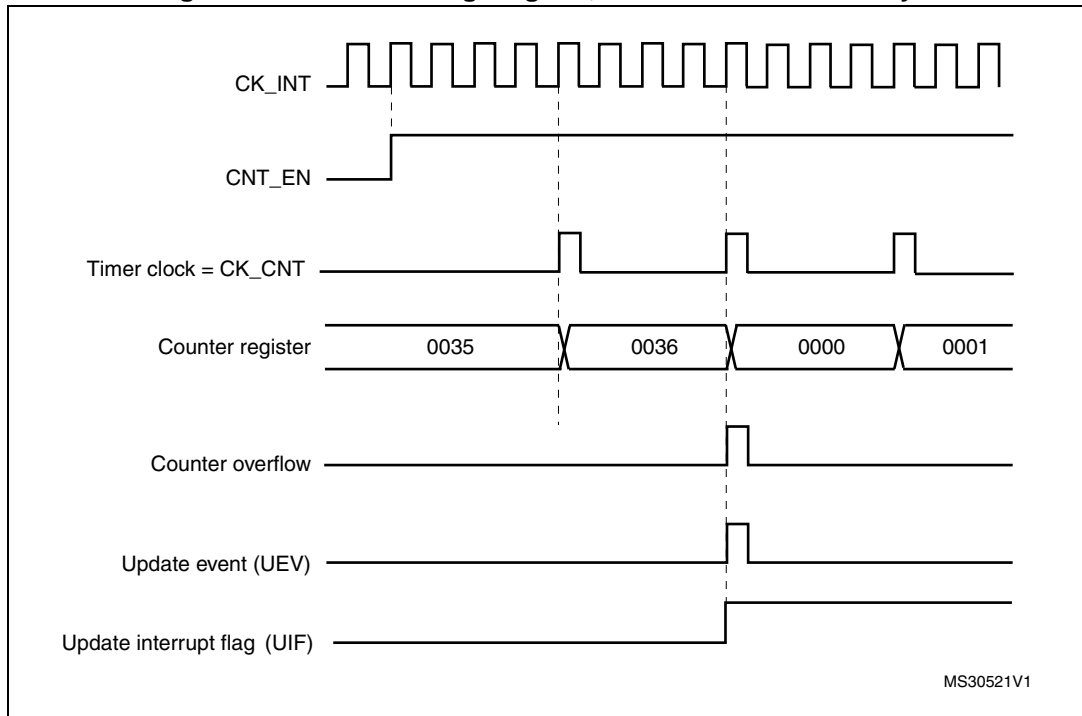 CK_INT
CNT_EN
Timer clock = CK_CNT
Counter register
0035 0036 0000 0001
Counter overflow
Update event (UEV)
Update interrupt flag (UIF)
MS30521V1